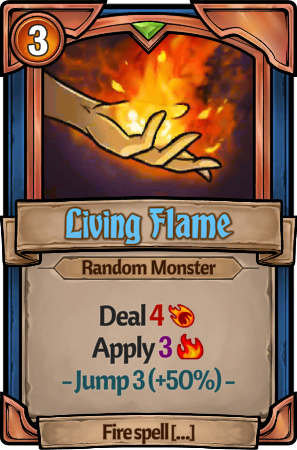 3
Living Flame
Random Monster
Deal 4
Apply 3
- Jump 3 (+50%) -
Fire spell [...]